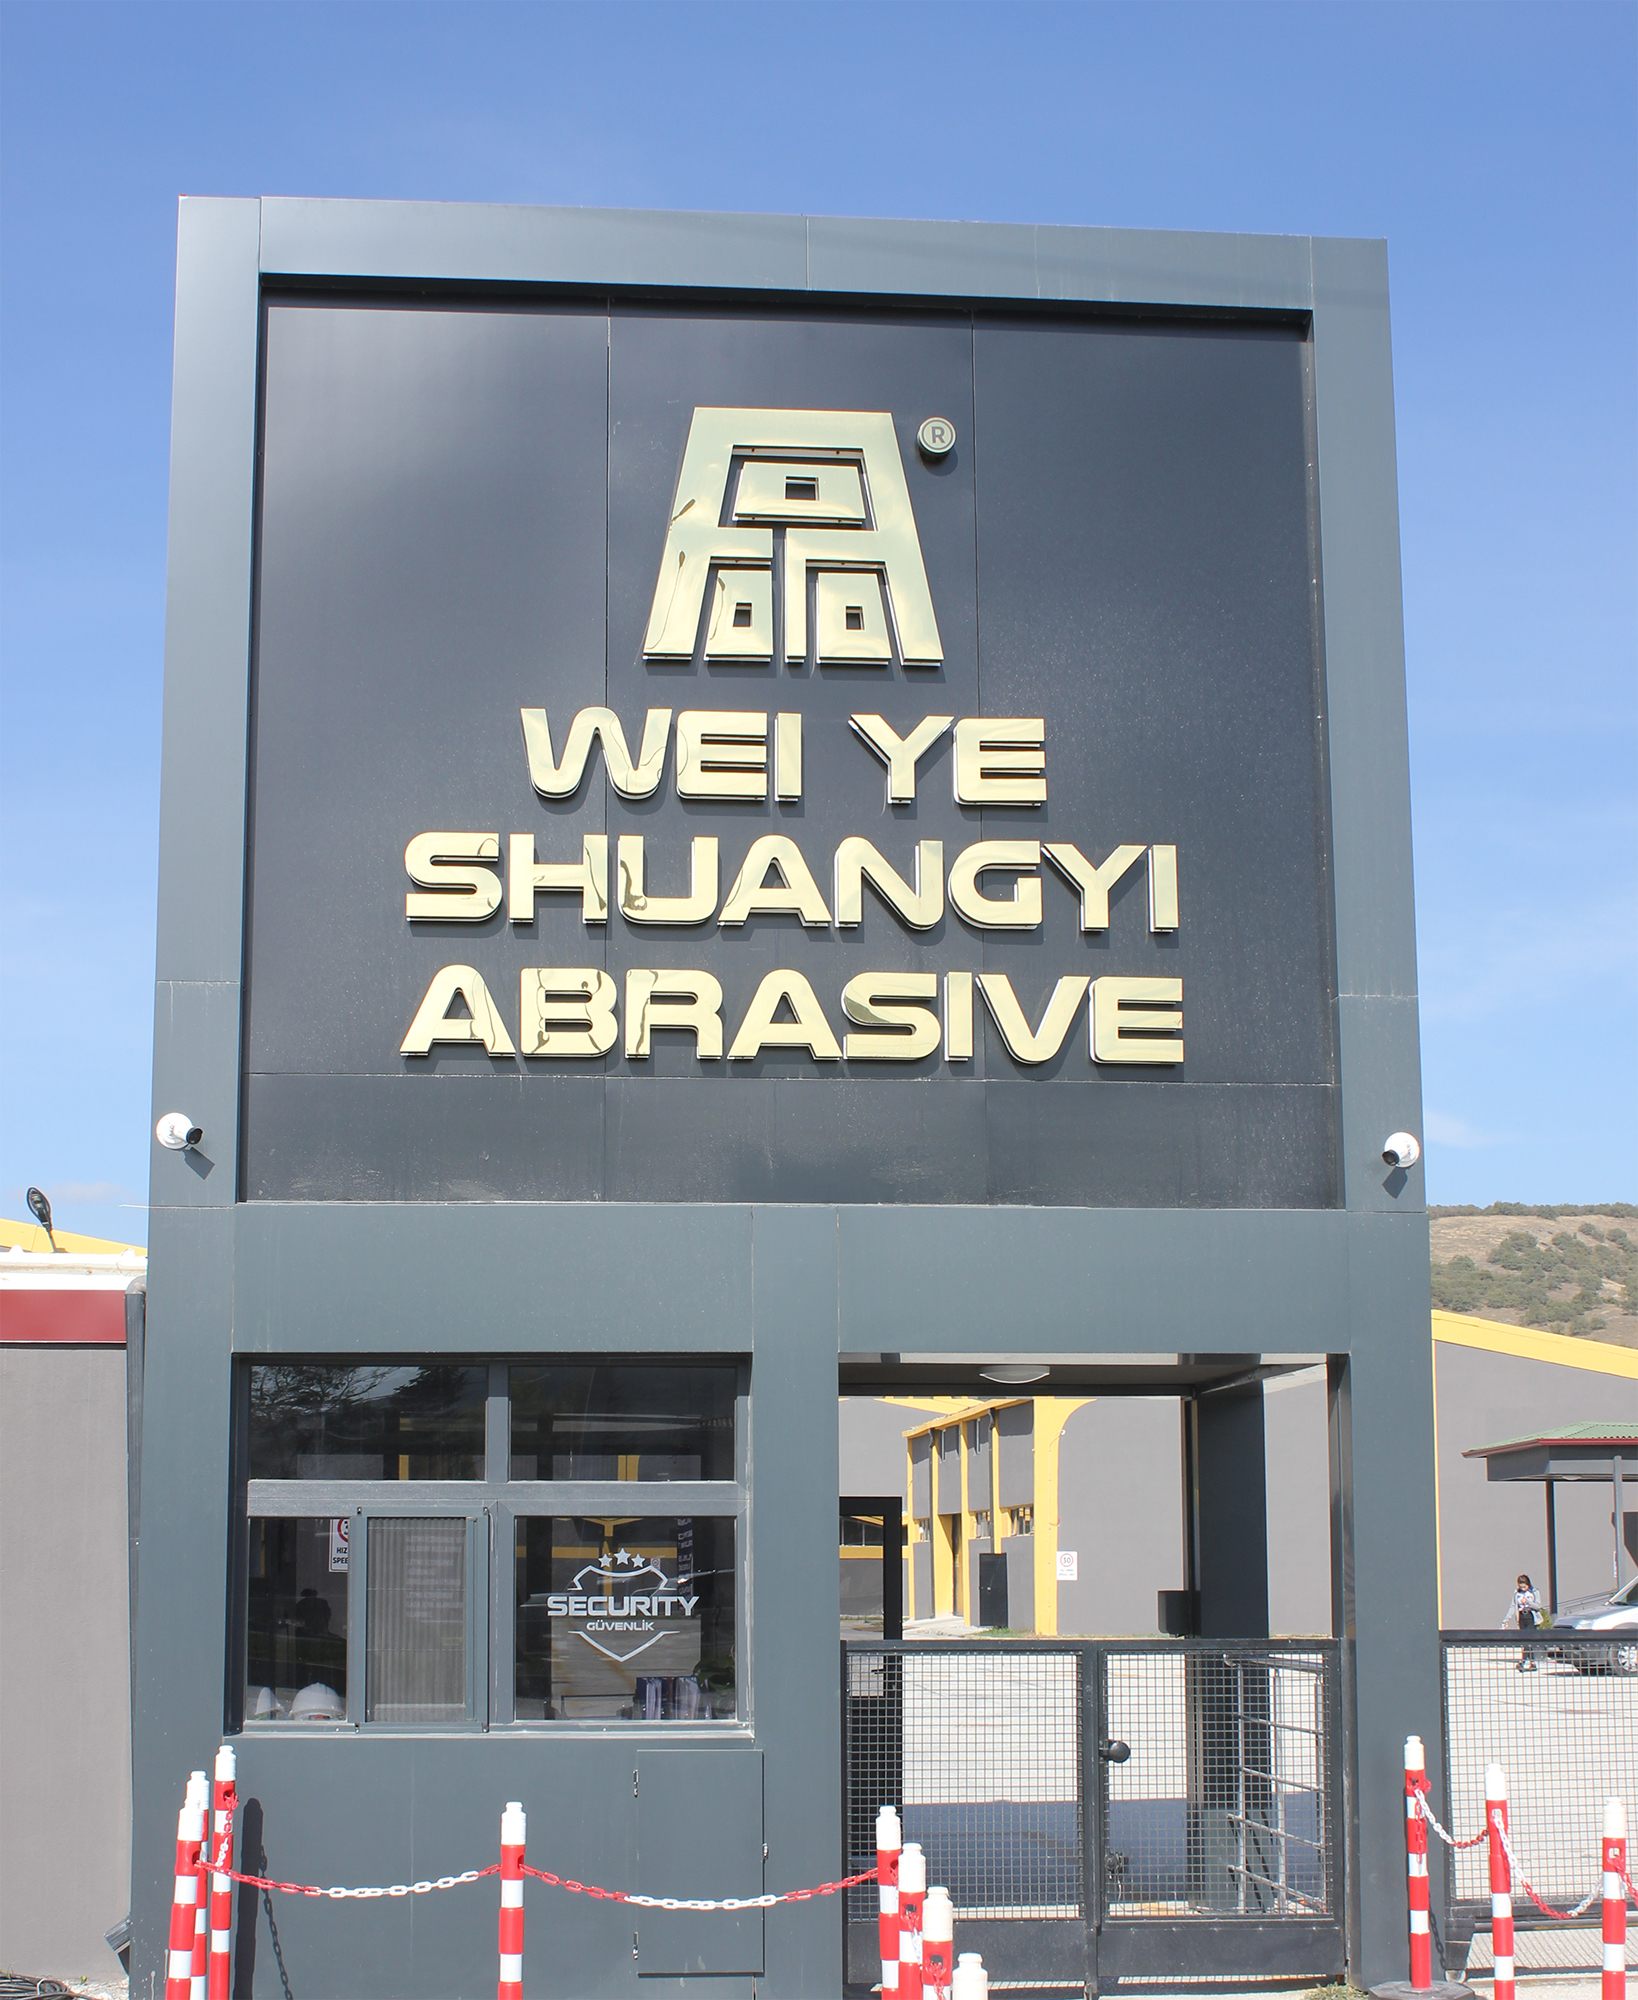 R
WEI YE
SHUANGYI
ABRASIVE
SECURITY
GÜVENLİK